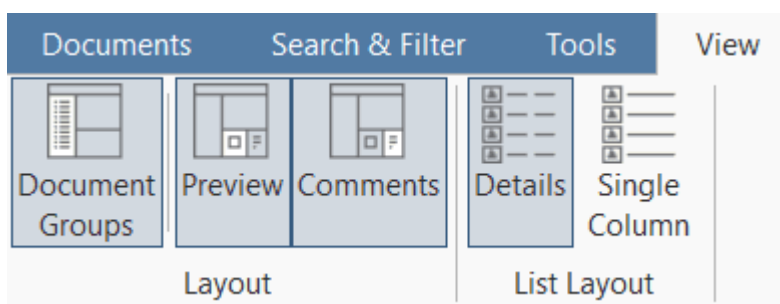 Documents Search & Filter Tools View
Document Groups Preview Comments Details Single Column
Layout List Layout